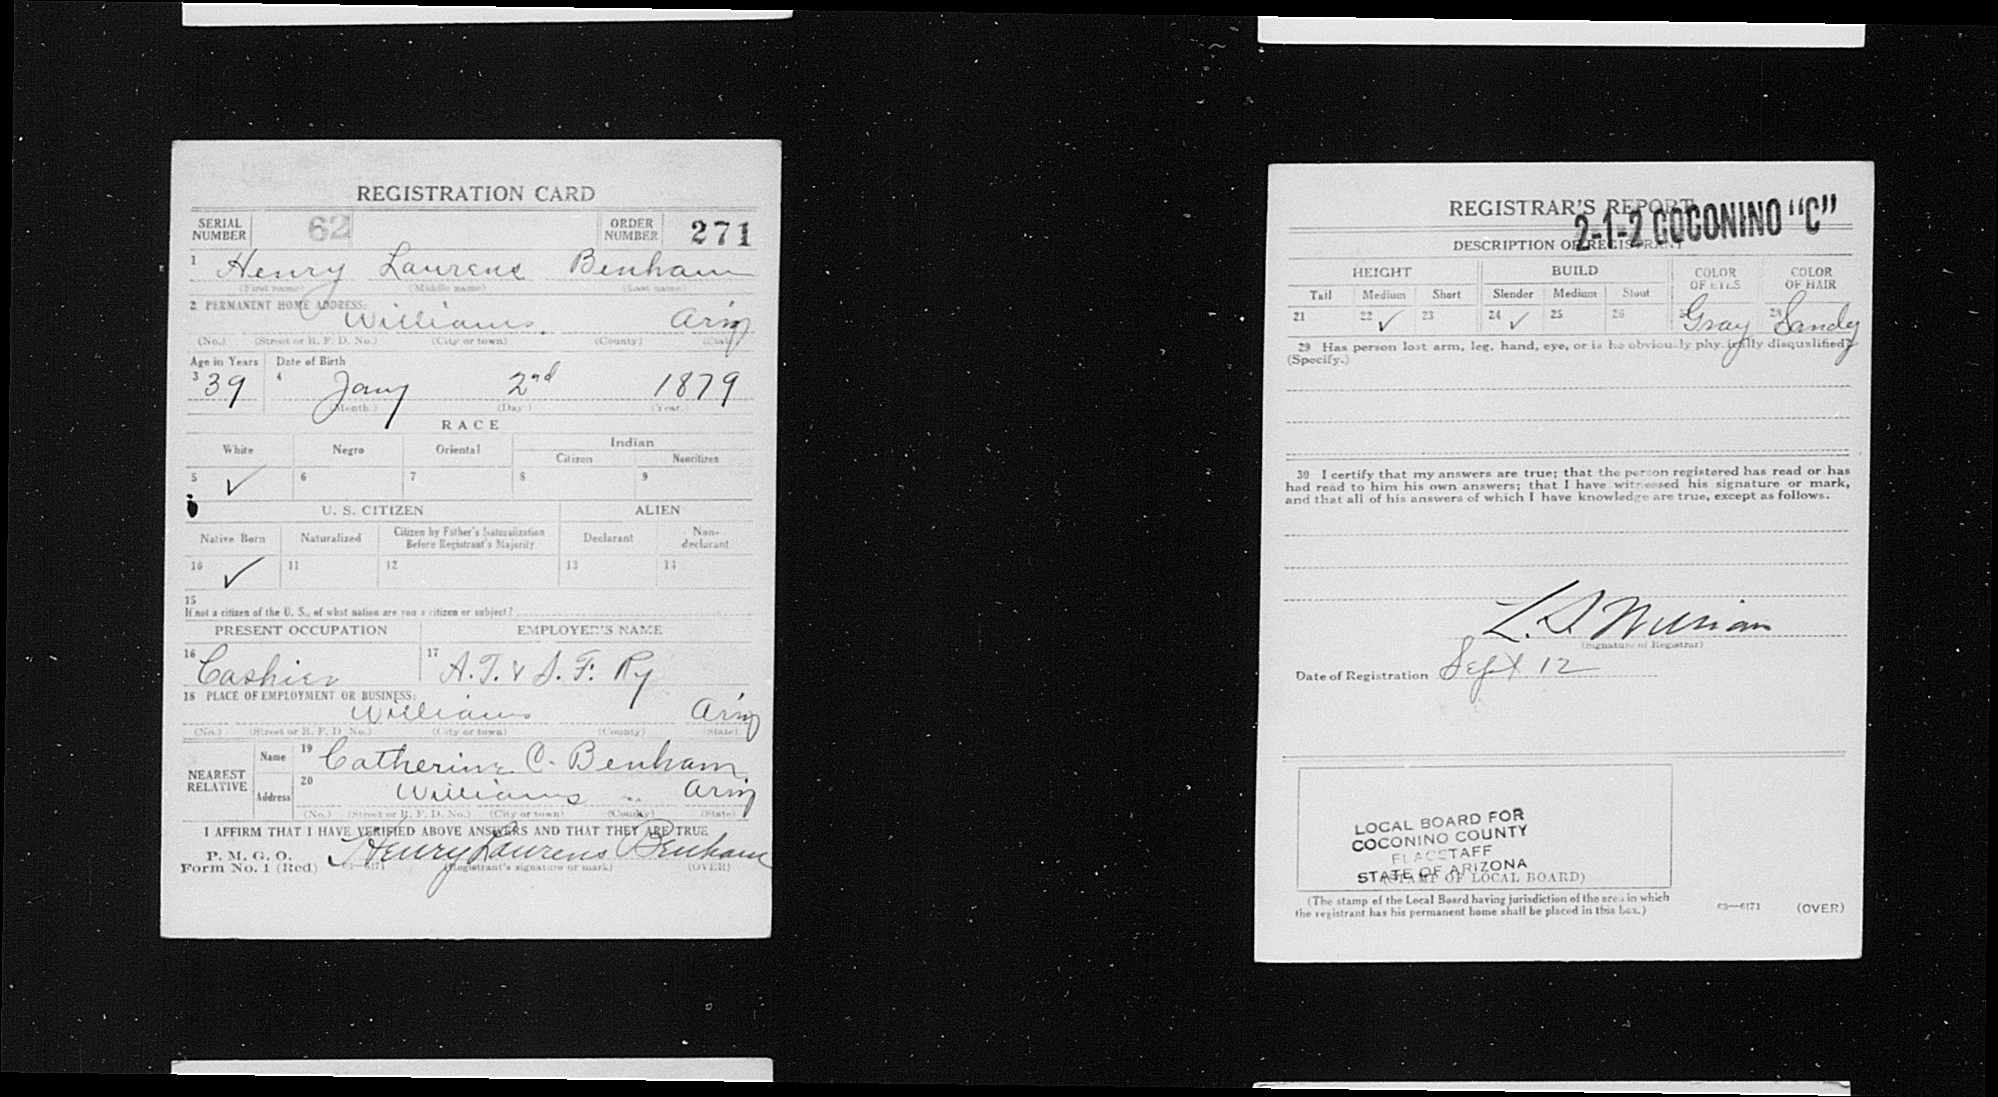 REGISTRATION CARD
SERIAL NUMBER 62 ORDER NUMBER 271
1 Henry Laurens Benham
(First name) (Middle name) (Last name)
2 PERMANENT HOME ADDRESS:
Williams. Ariz
(No.) (Street or R. F. D. No.) (City or town) (County) (State)
Age in Years Date of Birth
3 39 4 Jany 2nd 1879
(Month.) (Day.) (Year.)
RACE
White Negro Oriental Indian
Citizen Noncitizen
5 ✓ 6 7 8 9
U. S. CITIZEN ALIEN
Native Born Naturalized Citizen by Father's Naturalization Before Registrant's Majority Declarant Non-declarant
10 ✓ 11 12 13 14
15
If not a citizen of the U. S., of what nation are you a citizen or subject?
PRESENT OCCUPATION EMPLOYER'S NAME
16 Cashier 17 A. T. & S. F. Ry
18 PLACE OF EMPLOYMENT OR BUSINESS:
Williams Ariz
(No.) (Street or R. F. D. No.) (City or town) (County) (State)
NEAREST RELATIVE
Name 19 Catherine C. Benham
Address 20 Williams Ariz
(No.) (Street or R. F. D. No.) (City or town) (County) (State)
I AFFIRM THAT I HAVE VERIFIED ABOVE ANSWERS AND THAT THEY ARE TRUE
P. M. G. O.
Form No. 1 (Red) Henry Laurens Benham
(Registrant's signature or mark) (OVER)
REGISTRAR'S REPORT
2-1-2 COCONINO "C"
DESCRIPTION OF REGISTRANT
HEIGHT BUILD COLOR OF EYES COLOR OF HAIR
Tall Medium Short Slender Medium Stout
21 22 ✓ 23 24 ✓ 25 26 Gray Sandy
29 Has person lost arm, leg, hand, eye, or is he obviously physically disqualified?
(Specify.)
30 I certify that my answers are true; that the person registered has read or has
had read to him his own answers; that I have witnessed his signature or mark,
and that all of his answers of which I have knowledge are true, except as follows.
(Signature of Registrar)
Date of Registration Sept 12
LOCAL BOARD FOR
COCONINO COUNTY
FLAGSTAFF
STATE OF ARIZONA
(STAMP OF LOCAL BOARD)
(The stamp of the Local Board having jurisdiction of the area in which
the registrant has his permanent home shall be placed in this box.)
03—6171 (OVER)